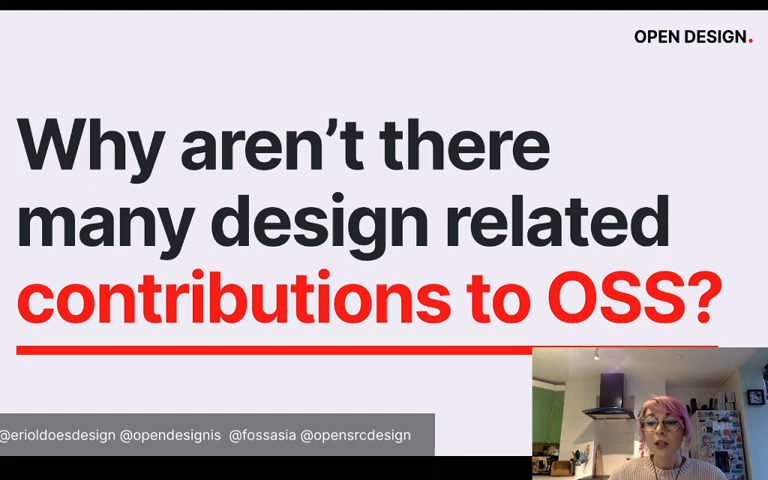 OPEN DESIGN.
Why aren’t there
many design related
contributions to OSS?
@erioldoesdesign @opendesignis @fossasia @opensrcdesign